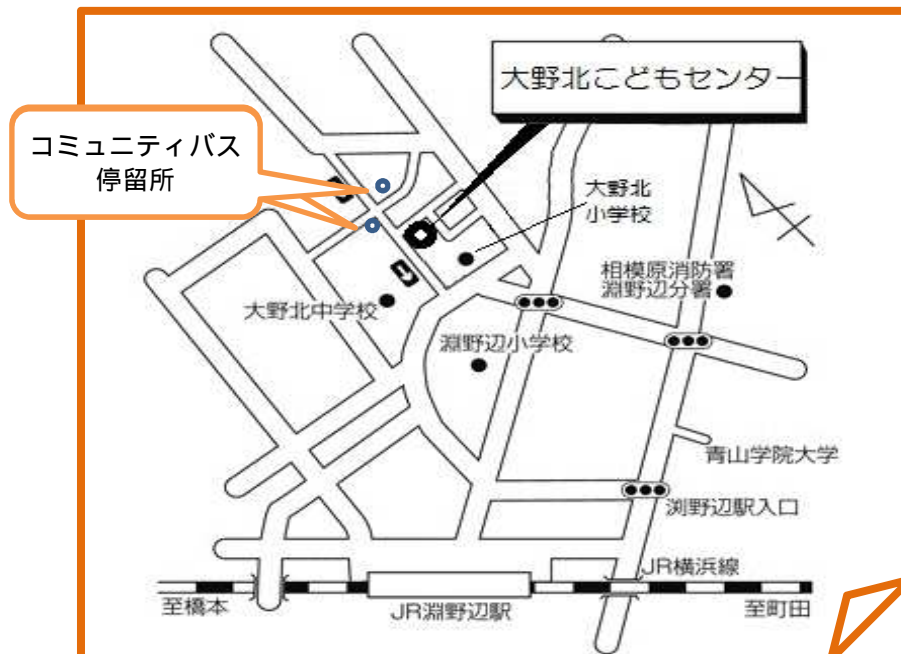 大野北こどもセンター
コミュニティバス
停留所
大野北
小学校
相模原消防署
淵野辺分署
大野北中学校
淵野辺小学校
青山学院大学
渕野辺駅入口
JR横浜線
至橋本
JR淵野辺駅
至町田